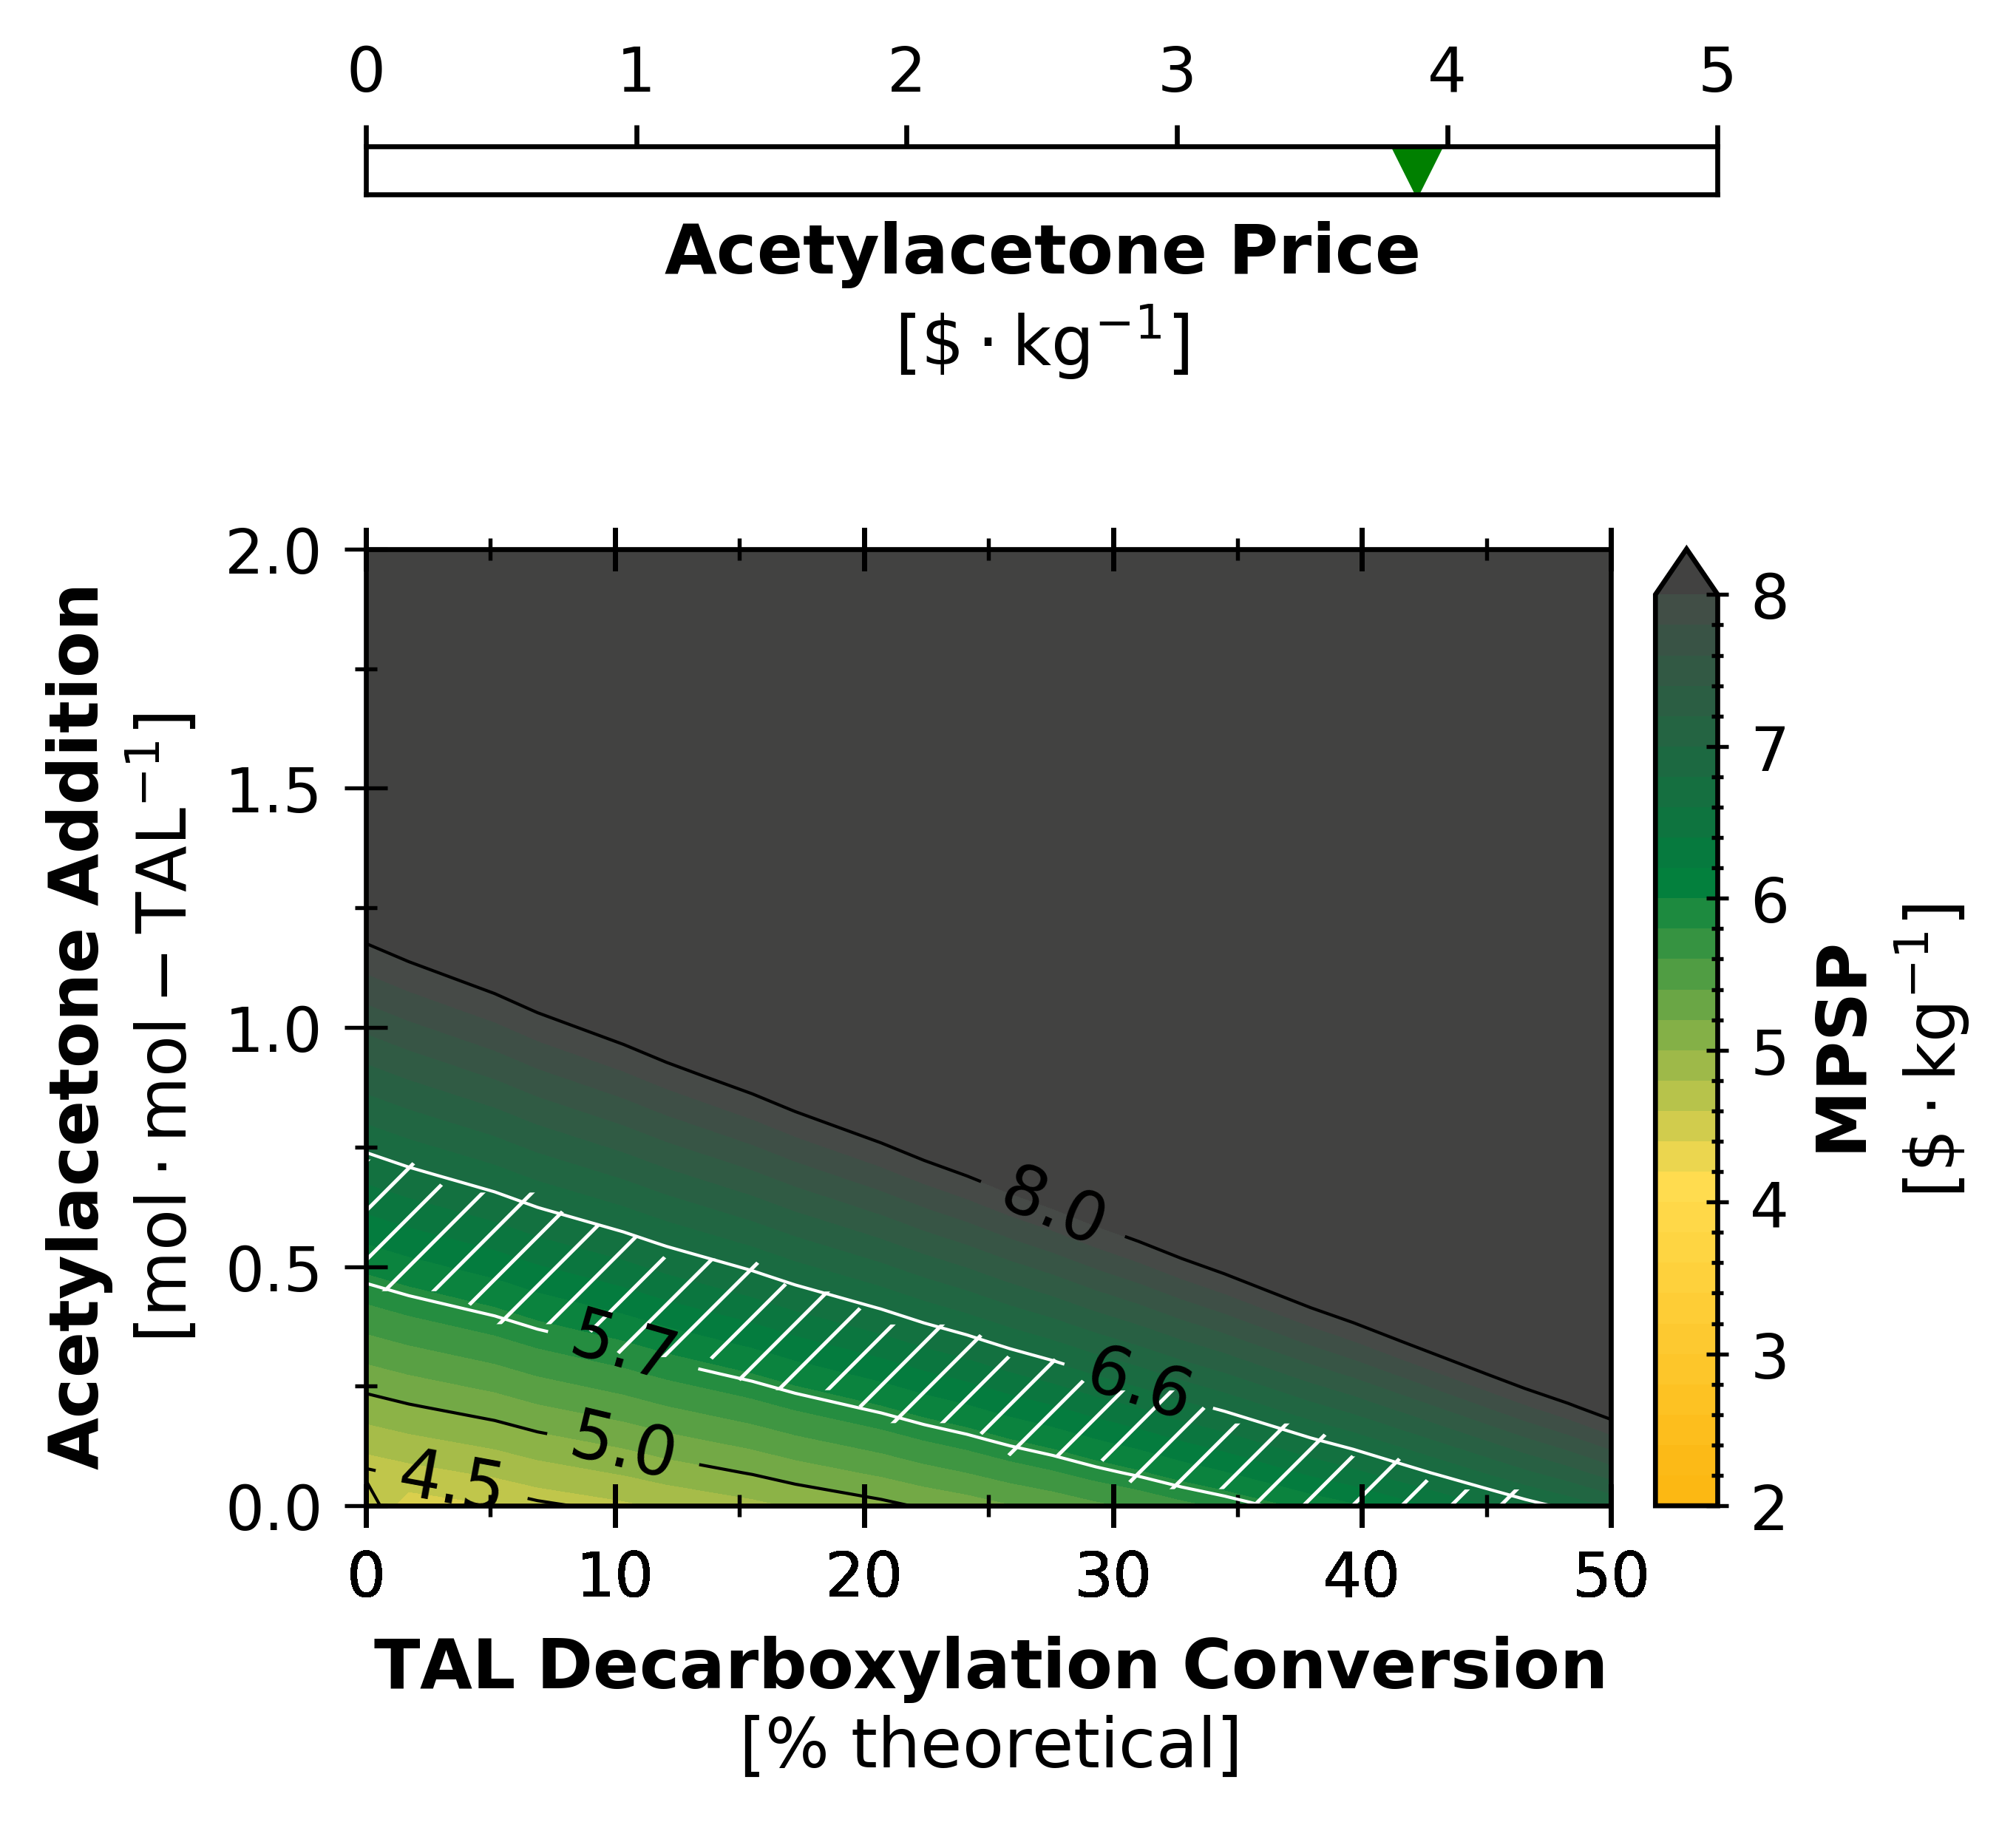 0 1 2 3 4 5
Acetylacetone Price
[$ · kg⁻¹]
2.0
1.5
1.0
0.5
0.0
Acetylacetone Addition
[mol · mol − TAL⁻¹]
8.0
6.6
5.7
5.0
4.5
0 10 20 30 40 50
TAL Decarboxylation Conversion
[% theoretical]
8
7
6
5
4
3
2
MPSP
[$ · kg⁻¹]